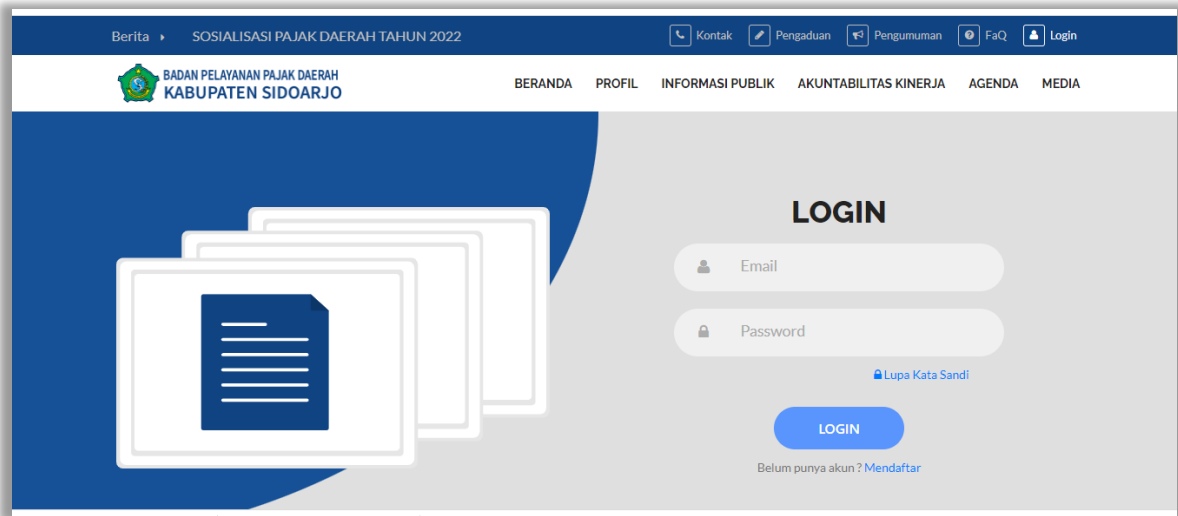 Berita SOSIALISASI PAJAK DAERAH TAHUN 2022 Kontak Pengaduan Pengumuman FaQ Login
BADAN PELAYANAN PAJAK DAERAH
KABUPATEN SIDOARJO
BERANDA PROFIL INFORMASI PUBLIK AKUNTABILITAS KINERJA AGENDA MEDIA
LOGIN
Email
Password
Lupa Kata Sandi
LOGIN
Belum punya akun ? Mendaftar